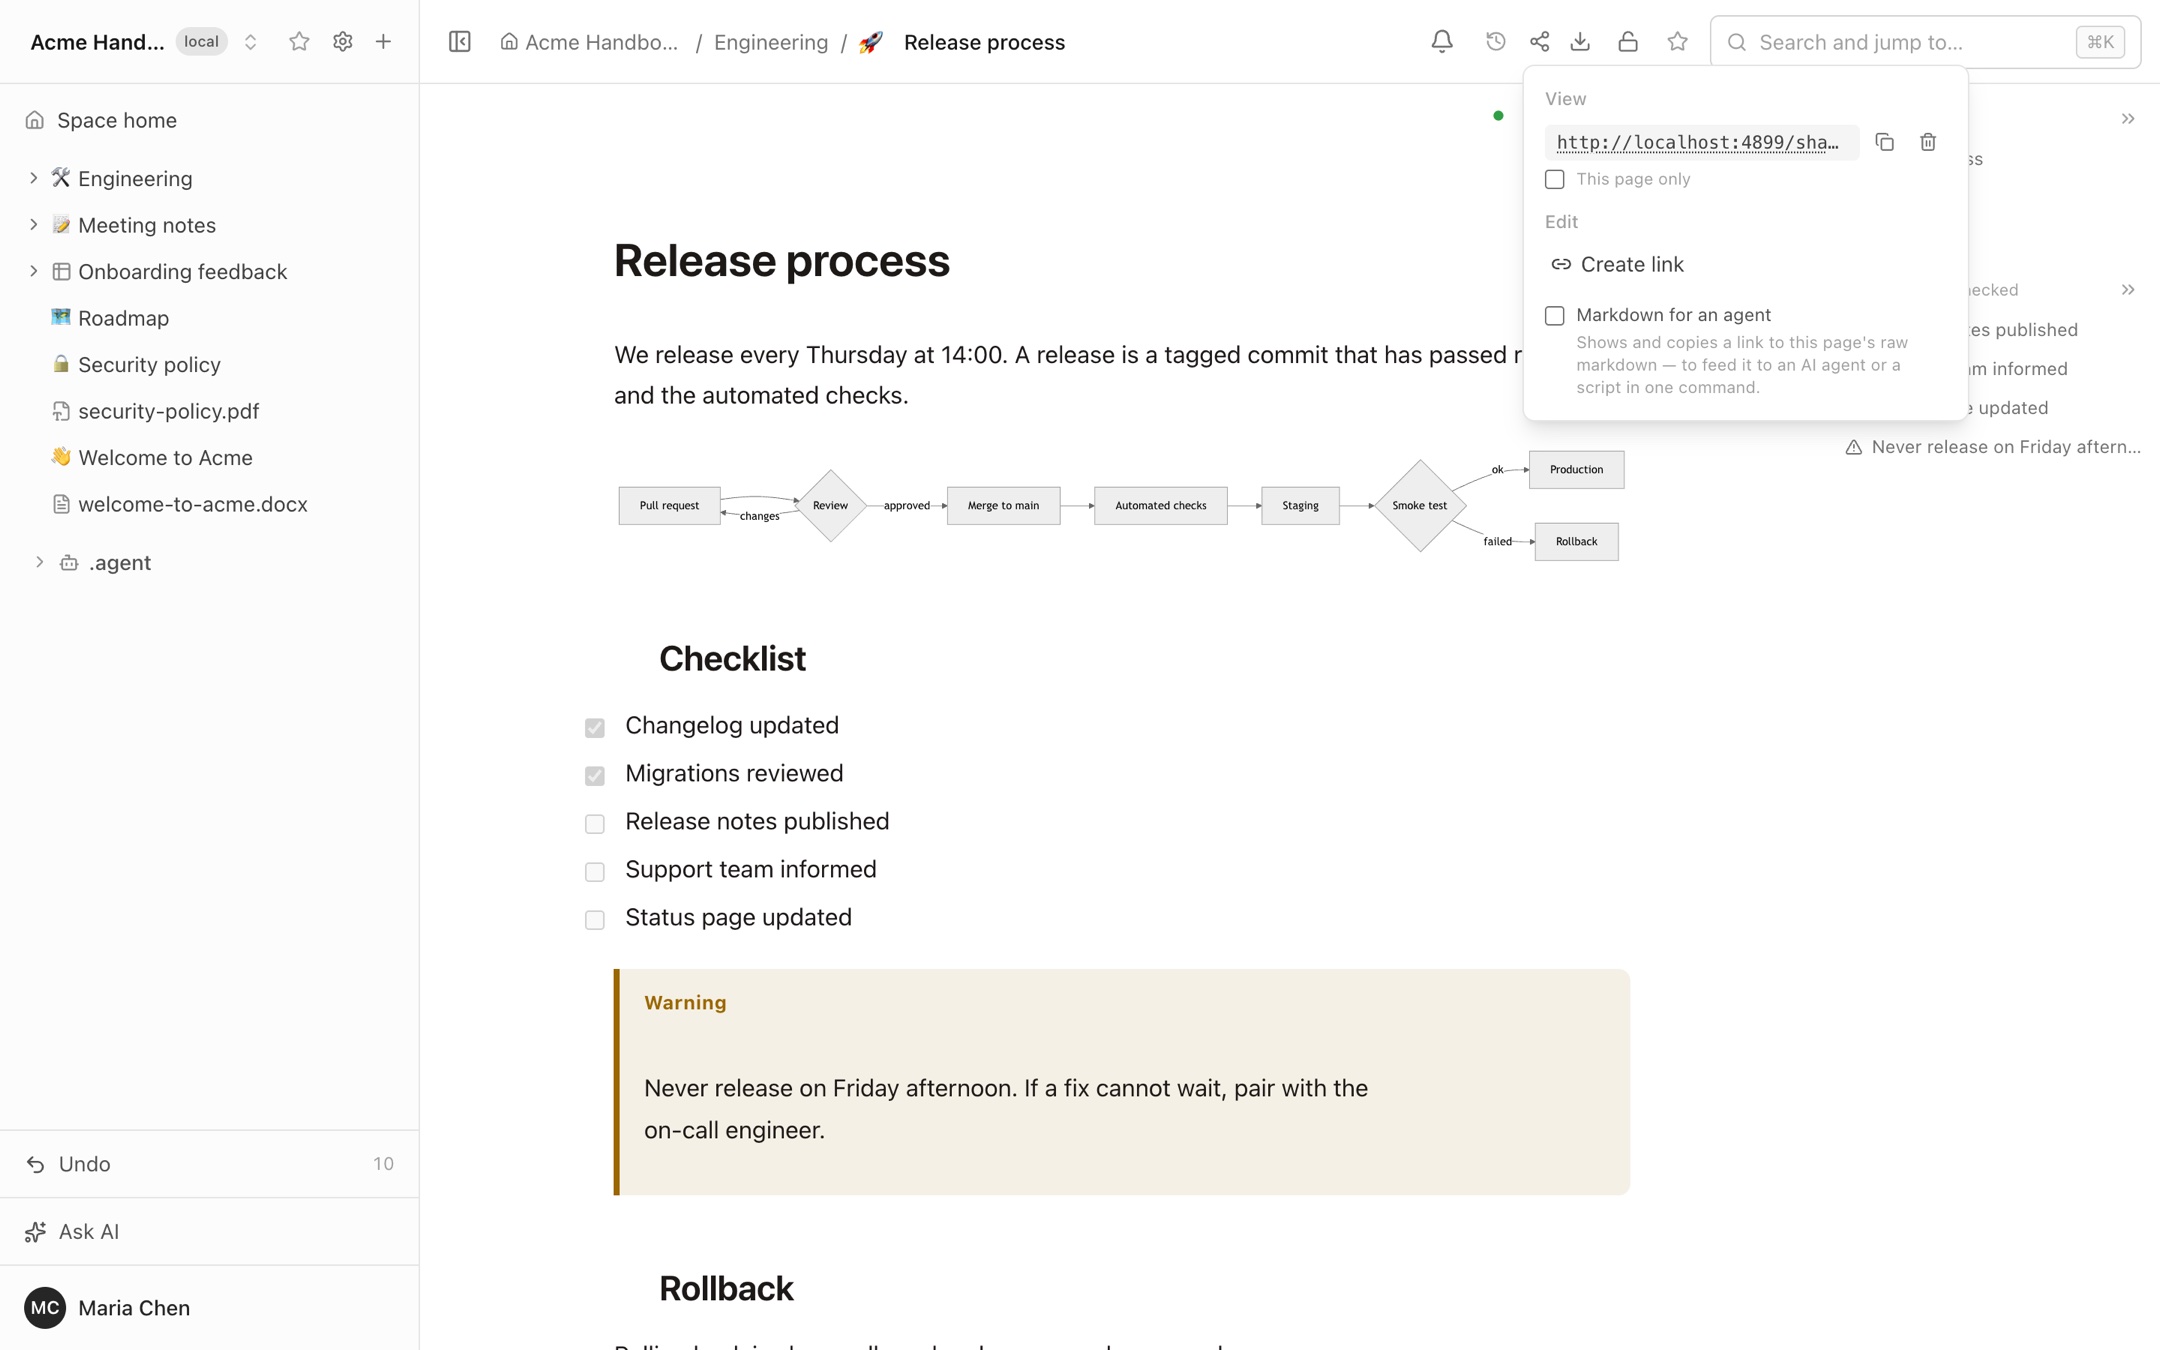 Acme Hand... local
Acme Handbo... / Engineering / 🚀 Release process
Search and jump to... ⌘K
Space home
Engineering
Meeting notes
Onboarding feedback
Roadmap
Security policy
security-policy.pdf
Welcome to Acme
welcome-to-acme.docx
.agent
Undo 10
Ask AI
MC Maria Chen
View
http://localhost:4899/sha...
This page only
Edit
Create link
Markdown for an agent
Shows and copies a link to this page's raw
markdown — to feed it to an AI agent or a
script in one command.
Release process
We release every Thursday at 14:00. A release is a tagged commit that has passed
and the automated checks.
Pull request
changes
Review
approved
Merge to main
Automated checks
Staging
Smoke test
ok
Production
failed
Rollback
Checklist
Changelog updated
Migrations reviewed
Release notes published
Support team informed
Status page updated
Warning
Never release on Friday afternoon. If a fix cannot wait, pair with the
on-call engineer.
Rollback
published
informed
updated
Never release on Friday aftern...